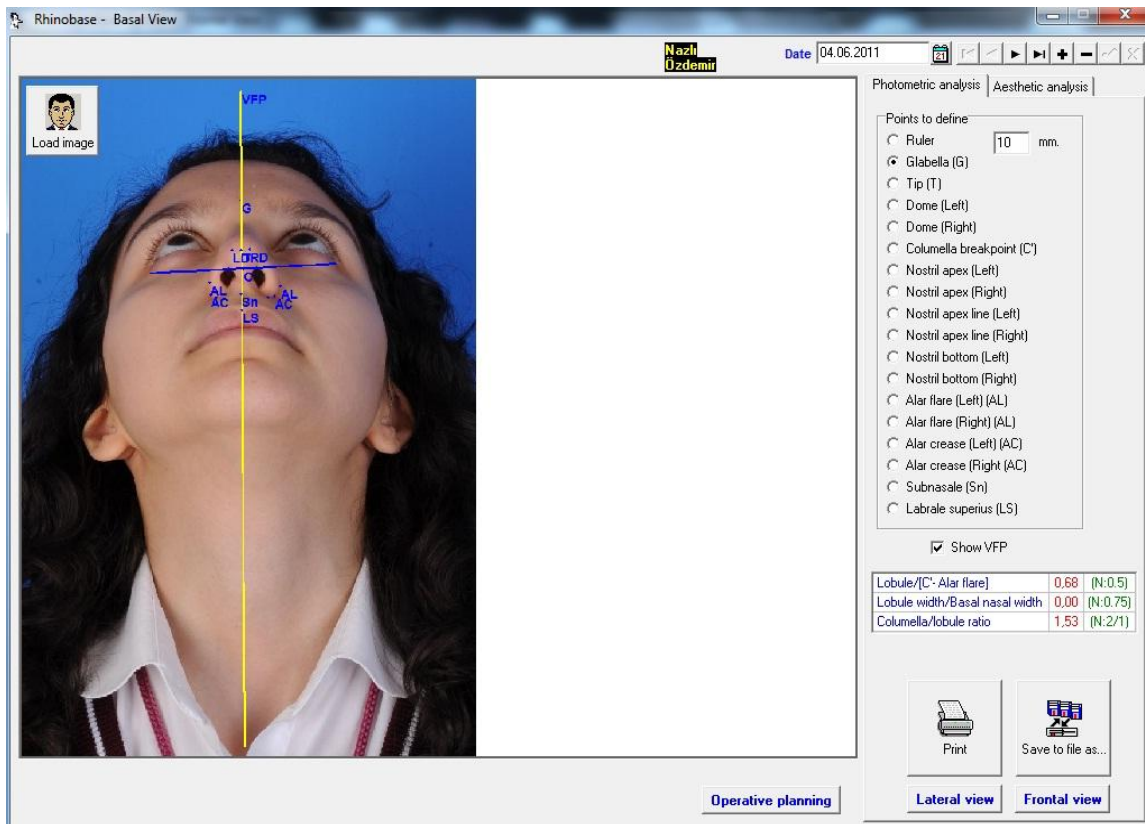 Rhinobase - Basal View
Nazlı
Özdemir
Date 04.06.2011
21
Load image
VFP
G
LDTRD
C
AL
AC
Sn
AL
AC
LS
Photometric analysis
Aesthetic analysis
Points to define
Ruler 10 mm.
Glabella (G)
Tip (T)
Dome (Left)
Dome (Right)
Columella breakpoint (C')
Nostril apex (Left)
Nostril apex (Right)
Nostril apex line (Left)
Nostril apex line (Right)
Nostril bottom (Left)
Nostril bottom (Right)
Alar flare (Left) (AL)
Alar flare (Right) (AL)
Alar crease (Left) (AC)
Alar crease (Right (AC)
Subnasale (Sn)
Labrale superius (LS)
Show VFP
Lobule/[C'- Alar flare] 0,68 (N:0.5)
Lobule width/Basal nasal width 0,00 (N:0.75)
Columella/lobule ratio 1,53 (N:2/1)
Print
Save to file as...
Operative planning
Lateral view
Frontal view